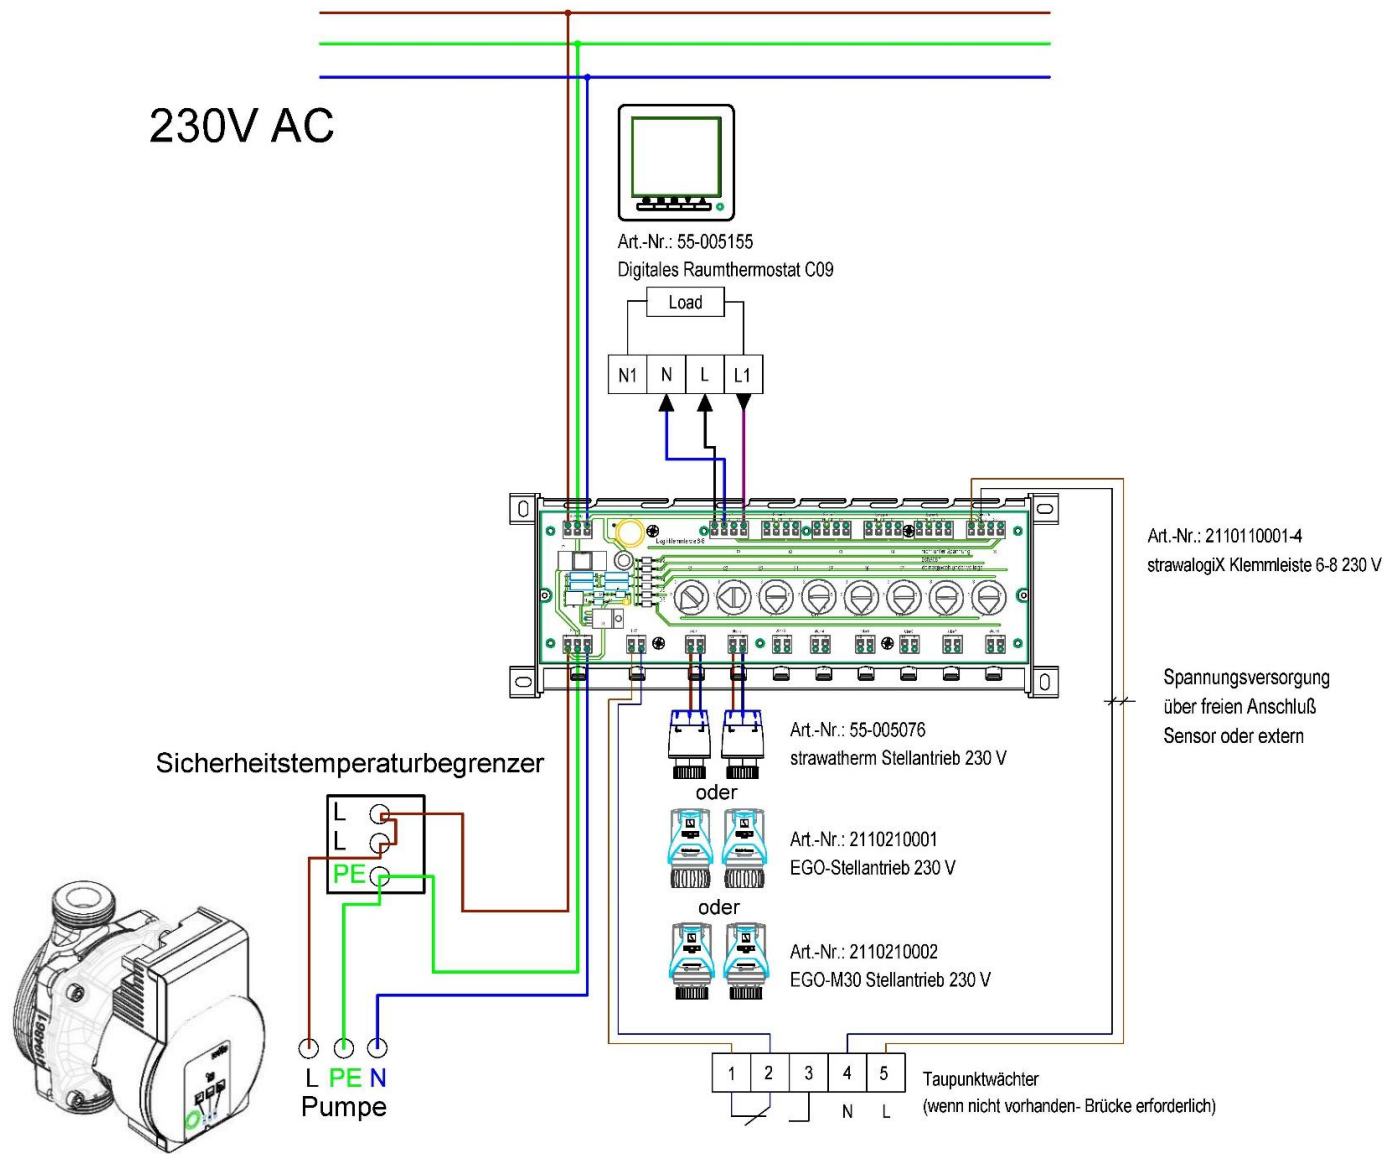 230V AC
Art.-Nr.: 55-005155
Digitales Raumthermostat C09
Load
N1 N L L1
Art.-Nr.: 2110110001-4
strawalogiX Klemmleiste 6-8 230 V
Spannungsversorgung
über freien Anschluß
Sensor oder extern
Art.-Nr.: 55-005076
strawatherm Stellantrieb 230 V
oder
Sicherheitstemperaturbegrenzer
L
L
PE
Art.-Nr.: 2110210001
EGO-Stellantrieb 230 V
oder
Art.-Nr.: 2110210002
EGO-M30 Stellantrieb 230 V
L PE N
Pumpe
1 2 3 4 5
N L
Taupunktwächter
(wenn nicht vorhanden- Brücke erforderlich)